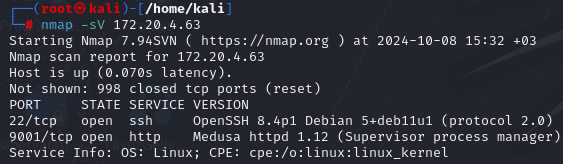 ┌──(root㉿kali)-[/home/kali]
└─# nmap -sV 172.20.4.63
Starting Nmap 7.94SVN ( https://nmap.org ) at 2024-10-08 15:32 +03
Nmap scan report for 172.20.4.63
Host is up (0.070s latency).
Not shown: 998 closed tcp ports (reset)
PORT     STATE SERVICE VERSION
22/tcp   open  ssh     OpenSSH 8.4p1 Debian 5+deb11u1 (protocol 2.0)
9001/tcp open  http    Medusa httpd 1.12 (Supervisor process manager)
Service Info: OS: Linux; CPE: cpe:/o:linux:linux_kernel